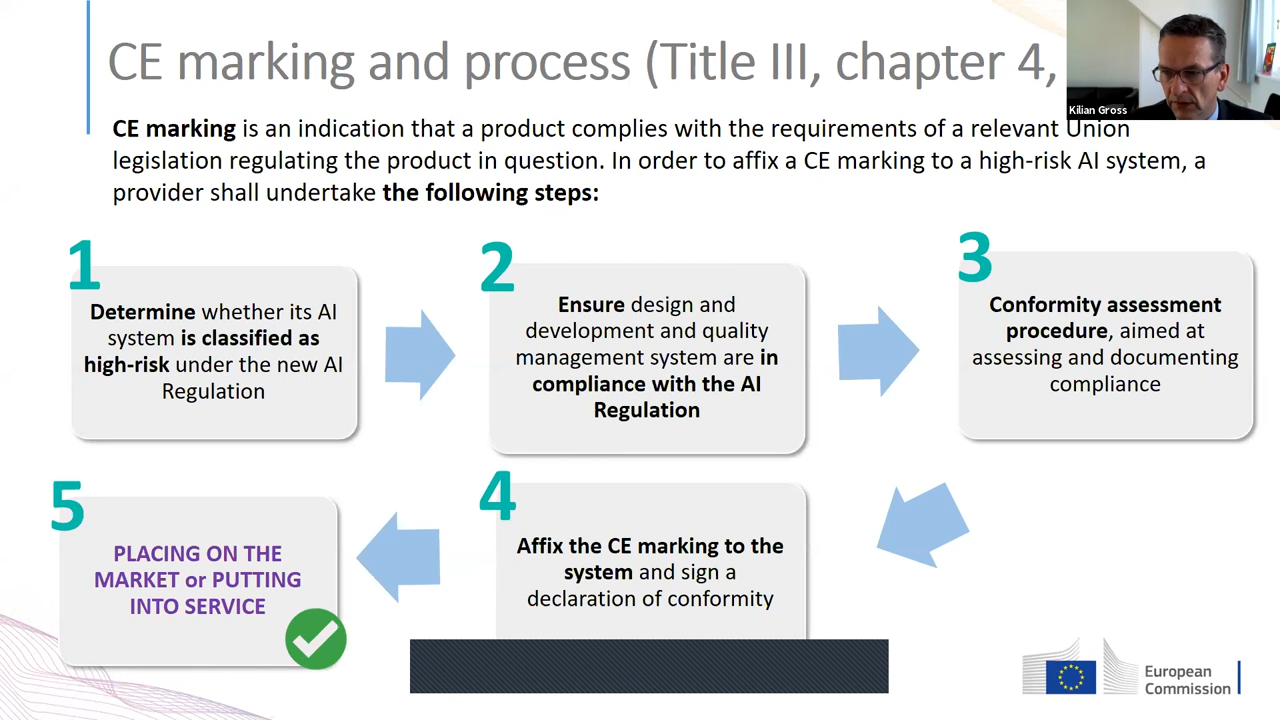 CE marking and process (Title III, chapter 4,
Kilian Gross
CE marking is an indication that a product complies with the requirements of a relevant Union
legislation regulating the product in question. In order to affix a CE marking to a high-risk AI system, a
provider shall undertake the following steps:
1
Determine whether its AI
system is classified as
high-risk under the new AI
Regulation
2
Ensure design and
development and quality
management system are in
compliance with the AI
Regulation
3
Conformity assessment
procedure, aimed at
assessing and documenting
compliance
4
Affix the CE marking to the
system and sign a
declaration of conformity
5
PLACING ON THE
MARKET or PUTTING
INTO SERVICE
European
Commission